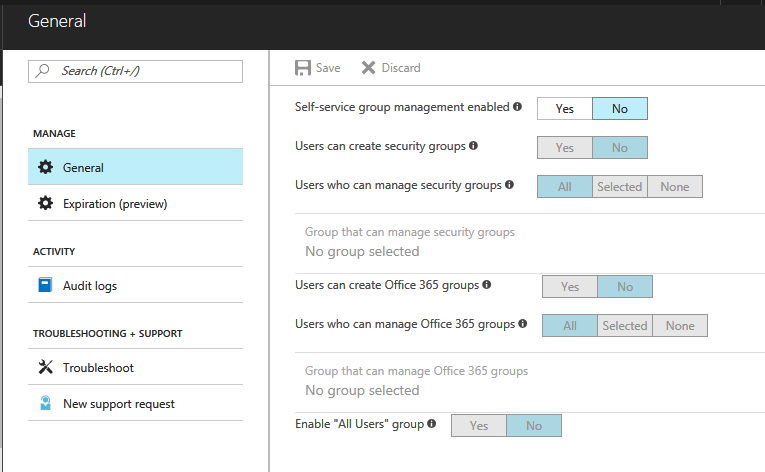 General
Search (Ctrl+/)
MANAGE
General
Expiration (preview)
ACTIVITY
Audit logs
TROUBLESHOOTING + SUPPORT
Troubleshoot
New support request
Save Discard
Self-service group management enabled Yes No
Users can create security groups Yes No
Users who can manage security groups All Selected None
Group that can manage security groups
No group selected
Users can create Office 365 groups Yes No
Users who can manage Office 365 groups All Selected None
Group that can manage Office 365 groups
No group selected
Enable "All Users" group Yes No